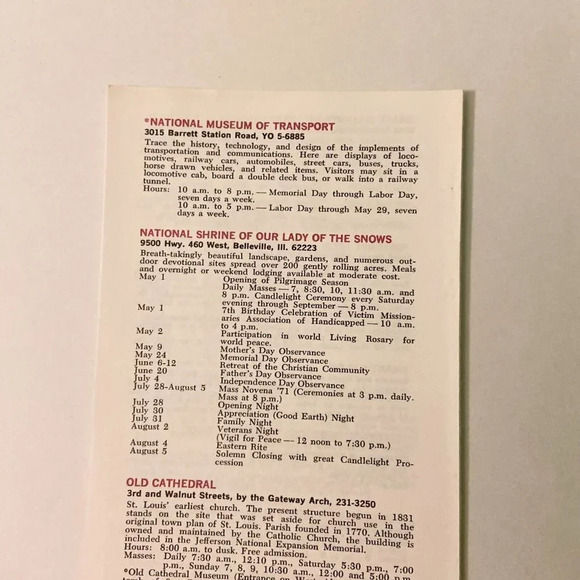 *NATIONAL MUSEUM OF TRANSPORT
3015 Barrett Station Road, YO 5-6885
Trace the history, technology, and design of the implements of
transportation and communications. Here are displays of loco-
motives, railway cars, automobiles, street cars, buses, trucks,
horse drawn vehicles, and related items. Visitors may sit in a
locomotive cab, board a double deck bus, or walk into a railway
tunnel.
Hours: 10 a.m. to 8 p.m. — Memorial Day through Labor Day,
seven days a week.
10 a.m. to 5 p.m. — Labor Day through May 29, seven
days a week.
NATIONAL SHRINE OF OUR LADY OF THE SNOWS
9500 Hwy. 460 West, Belleville, Ill. 62223
Breath-takingly beautiful landscape, gardens, and numerous out-
door devotional sites spread over 200 gently rolling acres. Meals
and overnight or weekend lodging available at moderate cost.
May 1 Opening of Pilgrimage Season
Daily Masses — 7, 8:30, 10, 11:30 a.m. and
8 p.m. Candlelight Ceremony every Saturday
evening through September — 8 p.m.
May 1 7th Birthday Celebration of Victim Mission-
aries Association of Handicapped — 10 a.m.
to 4 p.m.
May 2 Participation in world Living Rosary for
world peace.
May 9 Mother's Day Observance
May 24 Memorial Day Observance
June 6-12 Retreat of the Christian Community
June 20 Father's Day Observance
July 4 Independence Day Observance
July 28-August 5 Mass Novena '71 (Ceremonies at 3 p.m. daily.
Mass at 8 p.m.)
July 28 Opening Night
July 30 Appreciation (Good Earth) Night
July 31 Family Night
August 2 Veterans Night
(Vigil for Peace — 12 noon to 7:30 p.m.)
August 4 Eastern Rite
August 5 Solemn Closing with great Candlelight Pro-
cession
OLD CATHEDRAL
3rd and Walnut Streets, by the Gateway Arch, 231-3250
St. Louis' earliest church. The present structure begun in 1831
stands on the site that was set aside for church use in the
original town plan of St. Louis. Parish founded in 1770. Although
owned and maintained by the Catholic Church, the building is
included in the Jefferson National Expansion Memorial.
Hours: 8:00 a.m. to dusk. Free admission.
Masses: Daily 7:30 a.m., 12:10 p.m., Saturday 5:30 p.m., 7:00
p.m., Sunday 7, 8, 9, 10:30 a.m., 12:00 and 5:00 p.m.
*Old Cathedral Museum (Entrance on